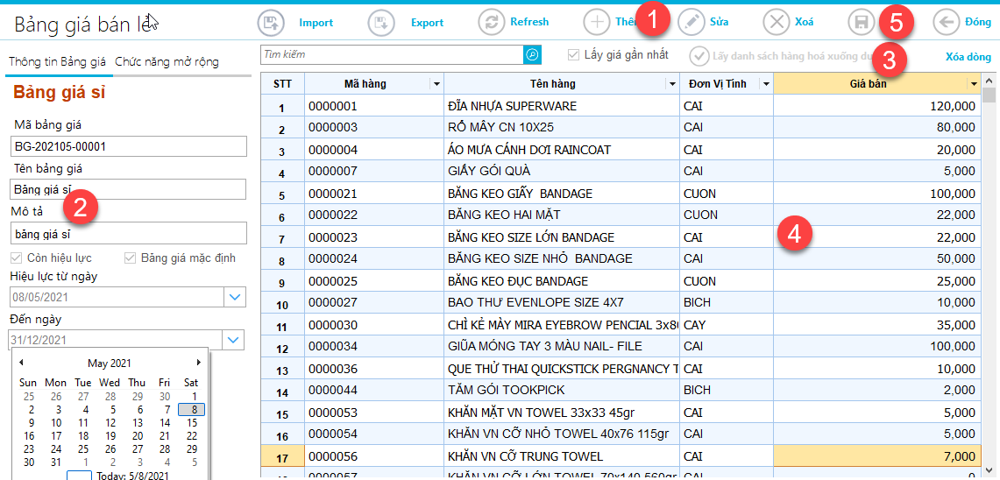 Bảng giá bán lẻ
Import Export Refresh Thê 1 Sửa Xoá 5 Đóng
Tìm kiếm Lấy giá gần nhất Lấy danh sách hàng hoá xuống 3 Xóa dòng
Thông tin Bảng giá Chức năng mở rộng
Bảng giá sỉ
Mã bảng giá
BG-202105-00001
Tên bảng giá
Bảng giá sỉ
2
Mô tả
bảng giá sỉ
Còn hiệu lực Bảng giá mặc định
Hiệu lực từ ngày
08/05/2021
Đến ngày
31/12/2021
May 2021
Sun Mon Tue Wed Thu Fri Sat
25 26 27 28 29 30 1
2 3 4 5 6 7 8
9 10 11 12 13 14 15
16 17 18 19 20 21 22
23 24 25 26 27 28 29
30 31 1 2 3 4 5
Today: 5/8/2021
STT Mã hàng Tên hàng Đơn Vị Tính Giá bán
1 0000001 ĐĨA NHỰA SUPERWARE CAI 120,000
2 0000003 RỔ MÂY CN 10X25 CAI 80,000
3 0000004 ÁO MƯA CÁNH DƠI RAINCOAT CAI 20,000
4 0000007 GIẤY GÓI QUÀ CAI 5,000
5 0000021 BĂNG KEO GIẤY BANDAGE CUON 100,000
6 0000022 BĂNG KEO HAI MẶT CUON 22,000
7 0000023 BĂNG KEO SIZE LỚN BANDAGE CAI 22,000
4
8 0000024 BĂNG KEO SIZE NHỎ BANDAGE CAI 50,000
9 0000025 BĂNG KEO ĐỤC BANDAGE CUON 25,000
10 0000027 BAO THƯ EVENLOPE SIZE 4X7 BICH 10,000
11 0000030 CHÌ KẺ MÀY MIRA EYEBROW PENCIAL 3x80 CAY 35,000
12 0000034 GIŨA MÓNG TAY 3 MÀU NAIL- FILE CAI 100,000
13 0000036 QUE THỬ THAI QUICKSTICK PERGNANCY T CAI 10,000
14 0000044 TĂM GÓI TOOKPICK BICH 2,000
15 0000053 KHĂN MẶT VN TOWEL 33x33 45gr CAI 5,000
16 0000054 KHĂN VN CỠ NHỎ TOWEL 40x76 115gr CAI 5,000
17 0000056 KHĂN VN CỠ TRUNG TOWEL CAI 7,000
KHĂN VN CỠ LỚN TOWEL 70x140 560gr CAI 0